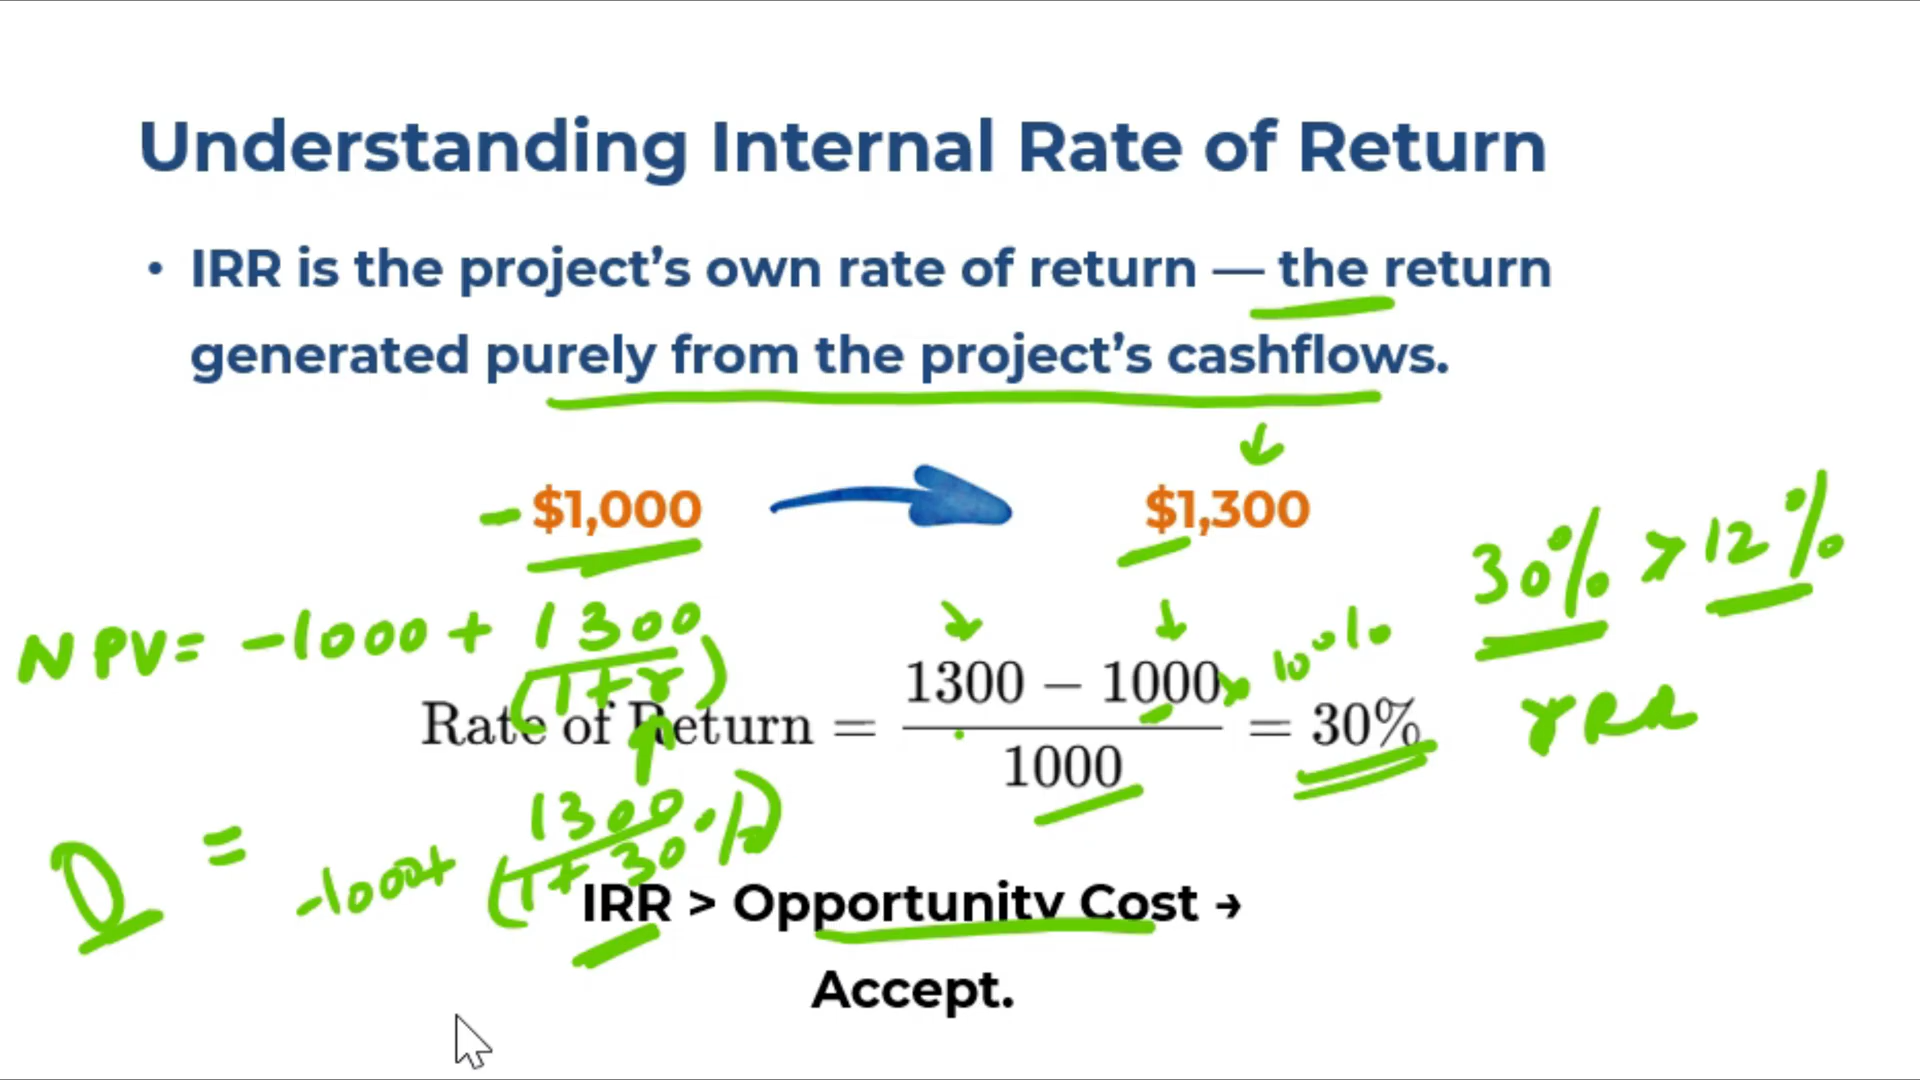 Understanding Internal Rate of Return
• IRR is the project’s own rate of return — the return
generated purely from the project’s cashflows.
- $1,000 $1,300
30% > 12%
NPV = -1000 + 1300 / (1+r)
Rate of Return = 1300 − 1000 / 1000 × 100% = 30%
0 = -1000+ 1300 / (1+30%)
IRR > Opportunity Cost →
Accept.